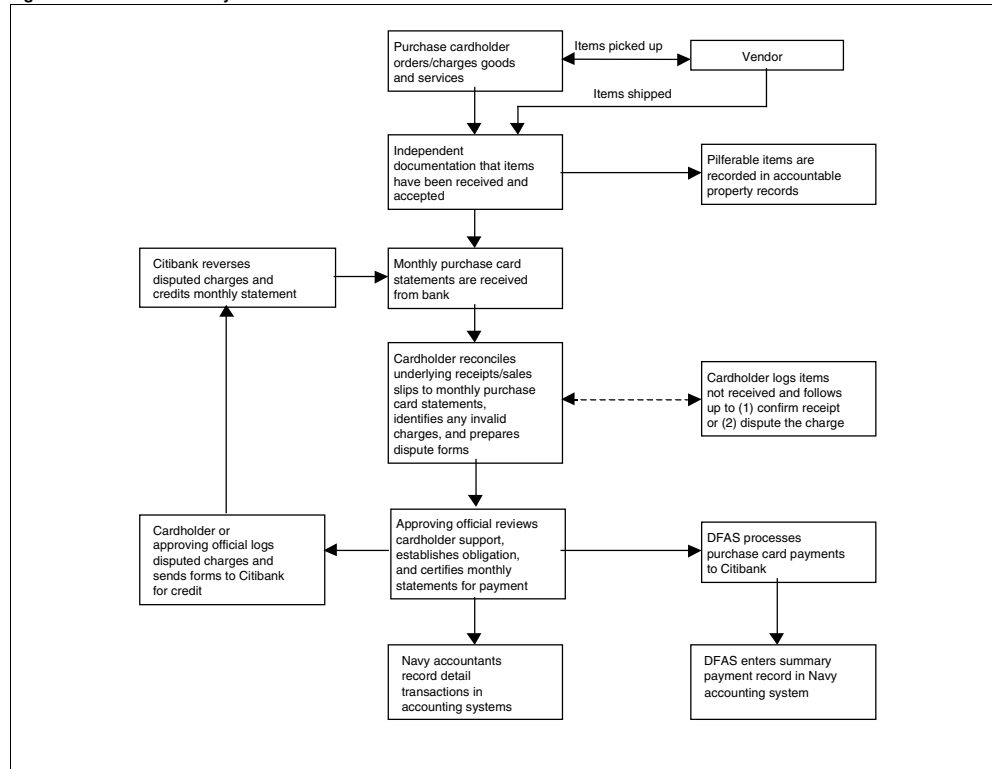 Purchase cardholder
orders/charges goods
and services
Items picked up
Vendor
Items shipped
Independent
documentation that items
have been received and
accepted
Pilferable items are
recorded in accountable
property records
Citibank reverses
disputed charges and
credits monthly statement
Monthly purchase card
statements are received
from bank
Cardholder reconciles
underlying receipts/sales
slips to monthly purchase
card statements,
identifies any invalid
charges, and prepares
dispute forms
Cardholder logs items
not received and follows
up to (1) confirm receipt
or (2) dispute the charge
Cardholder or
approving official logs
disputed charges and
sends forms to Citibank
for credit
Approving official reviews
cardholder support,
establishes obligation,
and certifies monthly
statements for payment
DFAS processes
purchase card payments
to Citibank
Navy accountants
record detail
transactions in
accounting systems
DFAS enters summary
payment record in Navy
accounting system